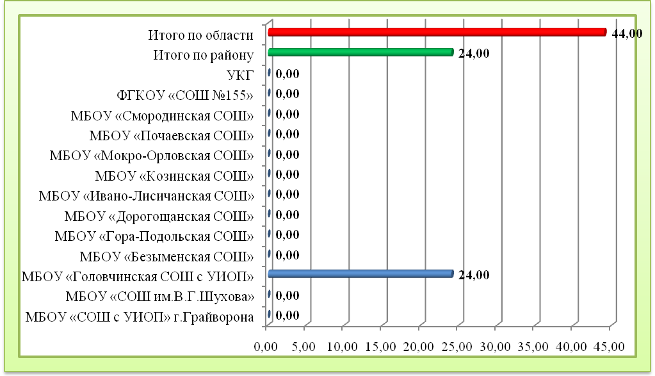 Итого по области 44,00
Итого по району 24,00
УКГ 0,00
ФГКОУ «СОШ №155» 0,00
МБОУ «Смородинская СОШ» 0,00
МБОУ «Почаевская СОШ» 0,00
МБОУ «Мокро-Орловская СОШ» 0,00
МБОУ «Козинская СОШ» 0,00
МБОУ «Ивано-Лисичанская СОШ» 0,00
МБОУ «Дорогощанская СОШ» 0,00
МБОУ «Гора-Подольская СОШ» 0,00
МБОУ «Безыменская СОШ» 0,00
МБОУ «Головчинская СОШ с УИОП» 24,00
МБОУ «СОШ им.В.Г.Шухова» 0,00
МБОУ «СОШ с УИОП» г.Грайворона 0,00
0,00 5,00 10,00 15,00 20,00 25,00 30,00 35,00 40,00 45,00